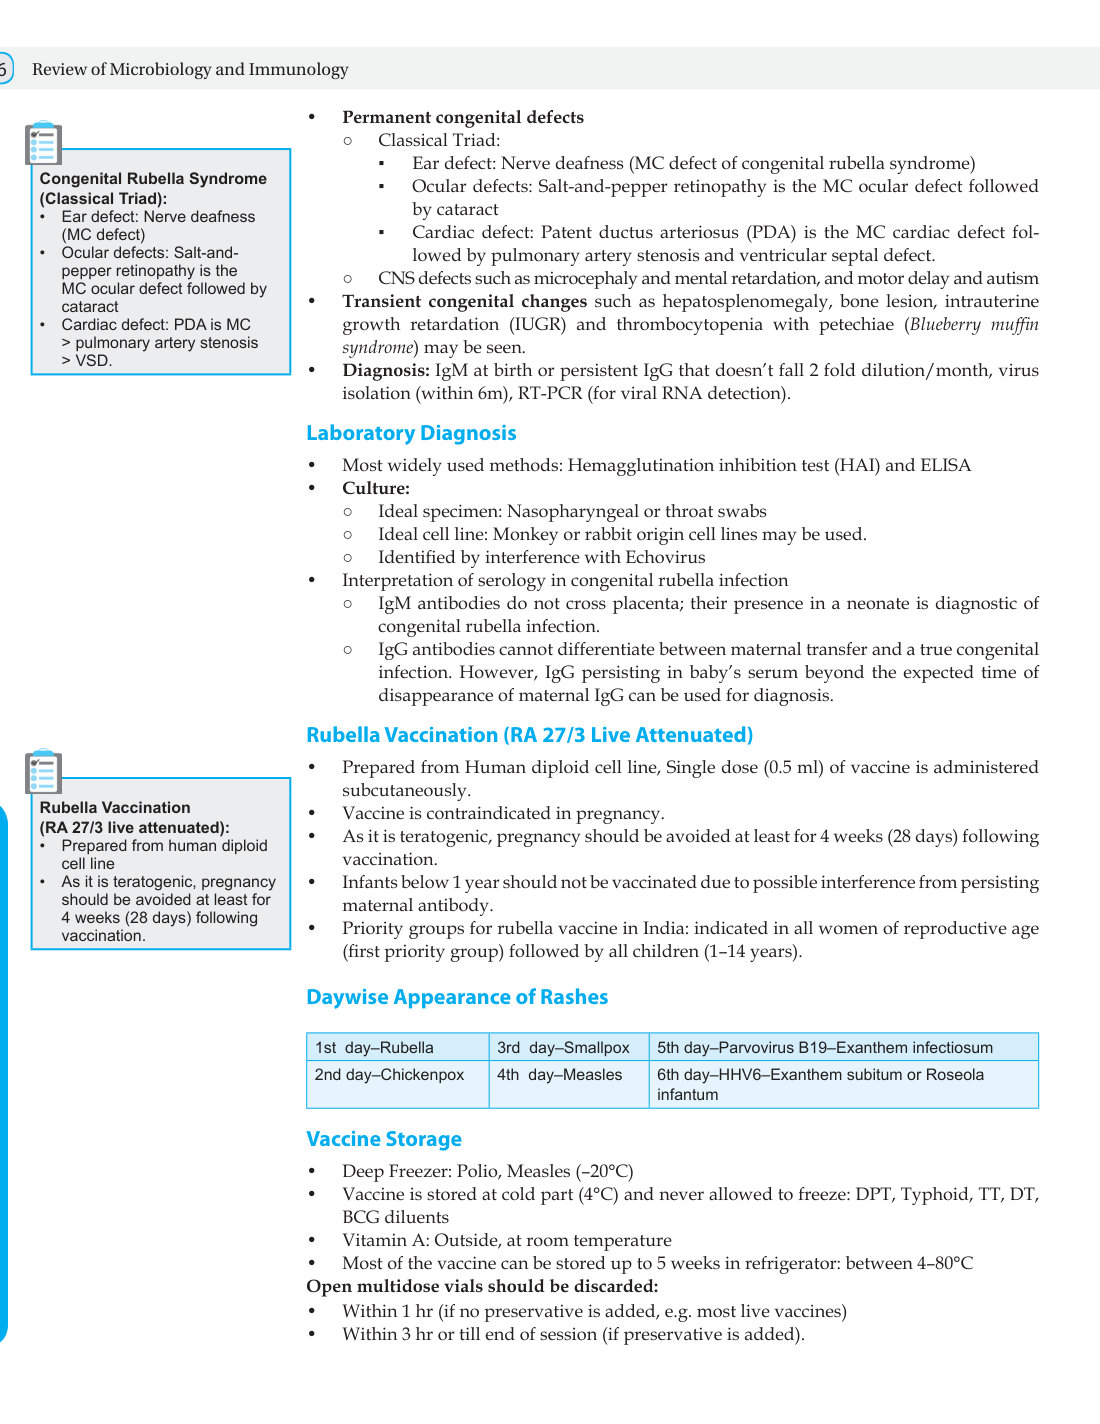 6 Review of Microbiology and Immunology
Congenital Rubella Syndrome
(Classical Triad):
• Ear defect: Nerve deafness
(MC defect)
• Ocular defects: Salt-and-
pepper retinopathy is the
MC ocular defect followed by
cataract
• Cardiac defect: PDA is MC
> pulmonary artery stenosis
> VSD.
• Permanent congenital defects
○ Classical Triad:
▪ Ear defect: Nerve deafness (MC defect of congenital rubella syndrome)
▪ Ocular defects: Salt-and-pepper retinopathy is the MC ocular defect followed
by cataract
▪ Cardiac defect: Patent ductus arteriosus (PDA) is the MC cardiac defect fol-
lowed by pulmonary artery stenosis and ventricular septal defect.
○ CNS defects such as microcephaly and mental retardation, and motor delay and autism
• Transient congenital changes such as hepatosplenomegaly, bone lesion, intrauterine
growth retardation (IUGR) and thrombocytopenia with petechiae (Blueberry muffin
syndrome) may be seen.
• Diagnosis: IgM at birth or persistent IgG that doesn't fall 2 fold dilution/month, virus
isolation (within 6m), RT-PCR (for viral RNA detection).
Laboratory Diagnosis
• Most widely used methods: Hemagglutination inhibition test (HAI) and ELISA
• Culture:
○ Ideal specimen: Nasopharyngeal or throat swabs
○ Ideal cell line: Monkey or rabbit origin cell lines may be used.
○ Identified by interference with Echovirus
• Interpretation of serology in congenital rubella infection
○ IgM antibodies do not cross placenta; their presence in a neonate is diagnostic of
congenital rubella infection.
○ IgG antibodies cannot differentiate between maternal transfer and a true congenital
infection. However, IgG persisting in baby's serum beyond the expected time of
disappearance of maternal IgG can be used for diagnosis.
Rubella Vaccination (RA 27/3 Live Attenuated)
• Prepared from Human diploid cell line, Single dose (0.5 ml) of vaccine is administered
subcutaneously.
• Vaccine is contraindicated in pregnancy.
• As it is teratogenic, pregnancy should be avoided at least for 4 weeks (28 days) following
vaccination.
• Infants below 1 year should not be vaccinated due to possible interference from persisting
maternal antibody.
• Priority groups for rubella vaccine in India: indicated in all women of reproductive age
(first priority group) followed by all children (1–14 years).
Rubella Vaccination
(RA 27/3 live attenuated):
• Prepared from human diploid
cell line
• As it is teratogenic, pregnancy
should be avoided at least for
4 weeks (28 days) following
vaccination.
Daywise Appearance of Rashes
1st day–Rubella 3rd day–Smallpox 5th day–Parvovirus B19–Exanthem infectiosum
2nd day–Chickenpox 4th day–Measles 6th day–HHV6–Exanthem subitum or Roseola
infantum
Vaccine Storage
• Deep Freezer: Polio, Measles (–20°C)
• Vaccine is stored at cold part (4°C) and never allowed to freeze: DPT, Typhoid, TT, DT,
BCG diluents
• Vitamin A: Outside, at room temperature
• Most of the vaccine can be stored up to 5 weeks in refrigerator: between 4–80°C
Open multidose vials should be discarded:
• Within 1 hr (if no preservative is added, e.g. most live vaccines)
• Within 3 hr or till end of session (if preservative is added).